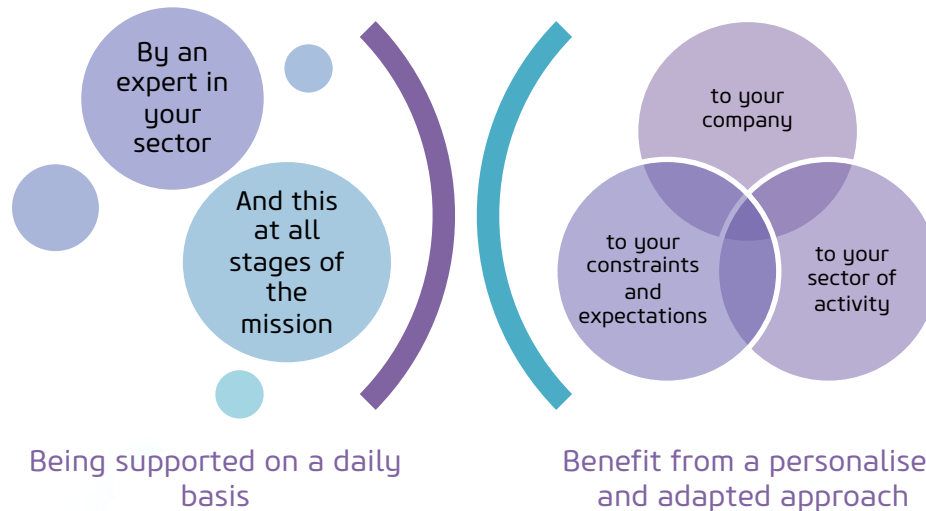 By an
expert in
your
sector
And this
at all
stages of
the
mission
Being supported on a daily
basis
to your
company
to your
constraints
and
expectations
to your
sector of
activity
Benefit from a personalise
and adapted approach